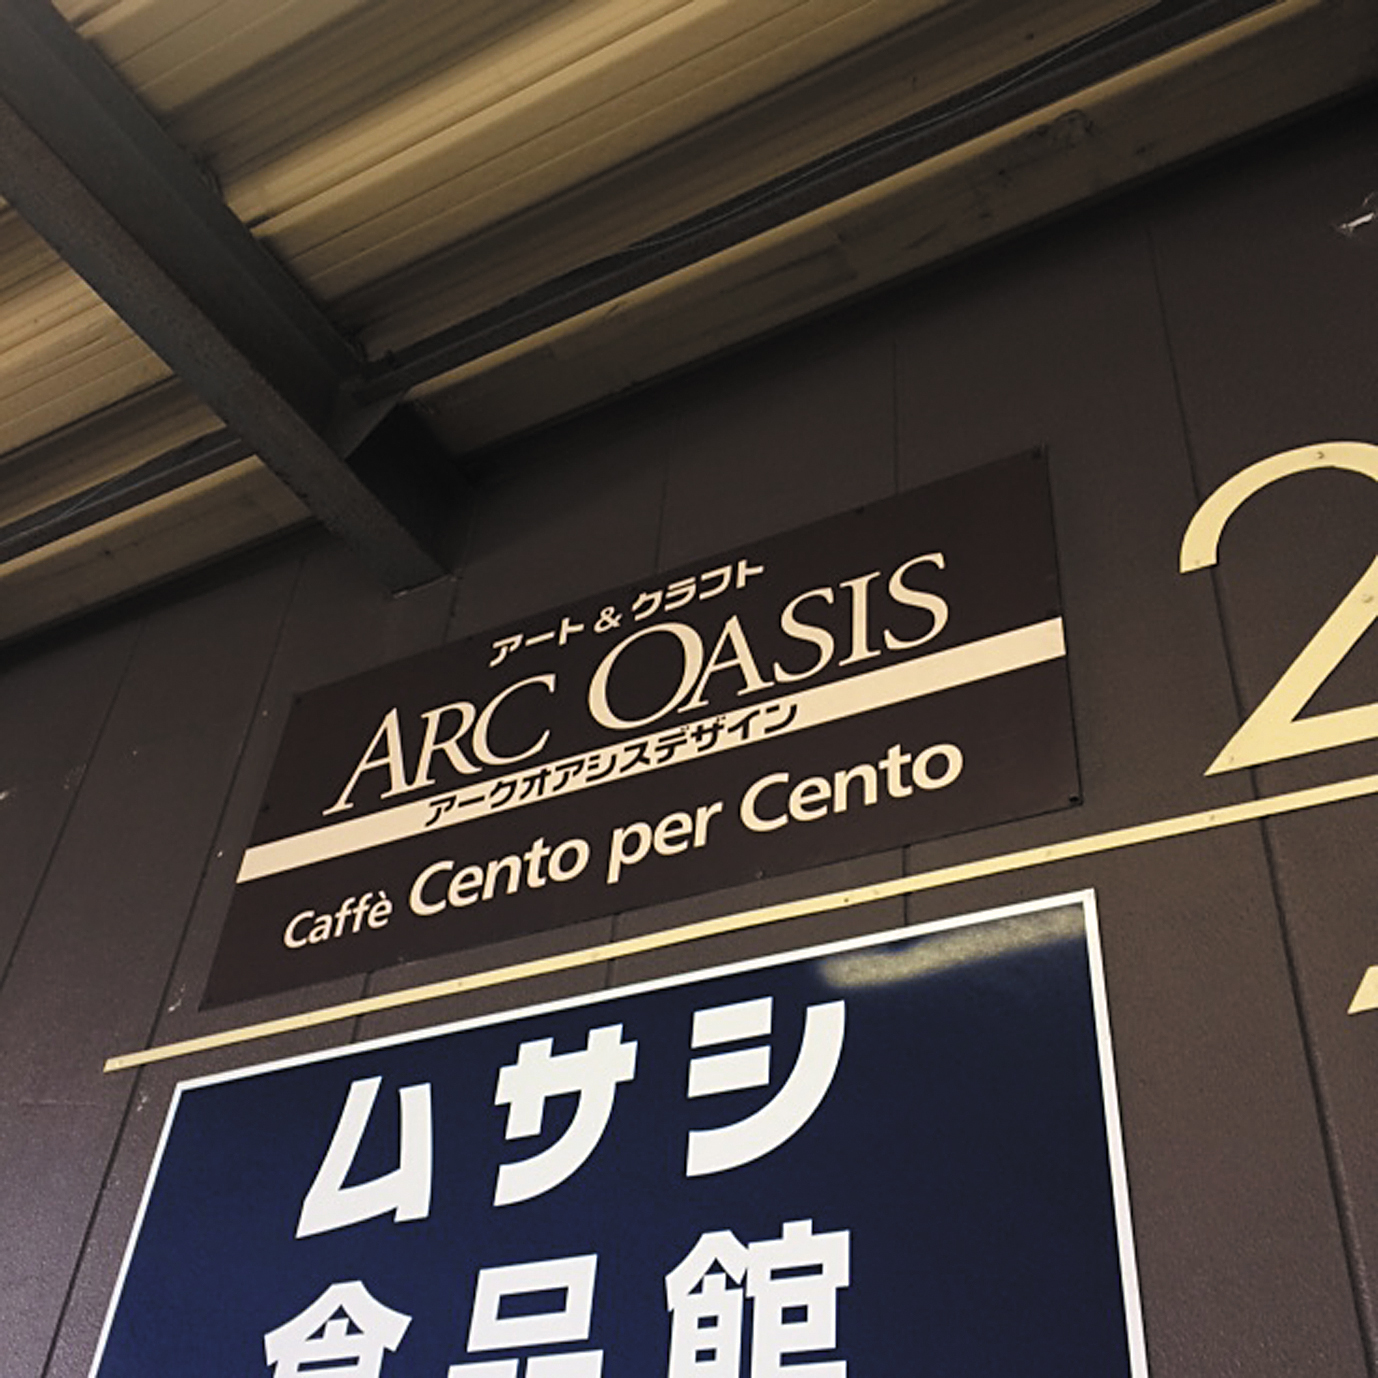 アート&クラフト
ARC OASIS
アークオアシスデザイン
Caffè Cento per Cento
2
ムサシ
食品館